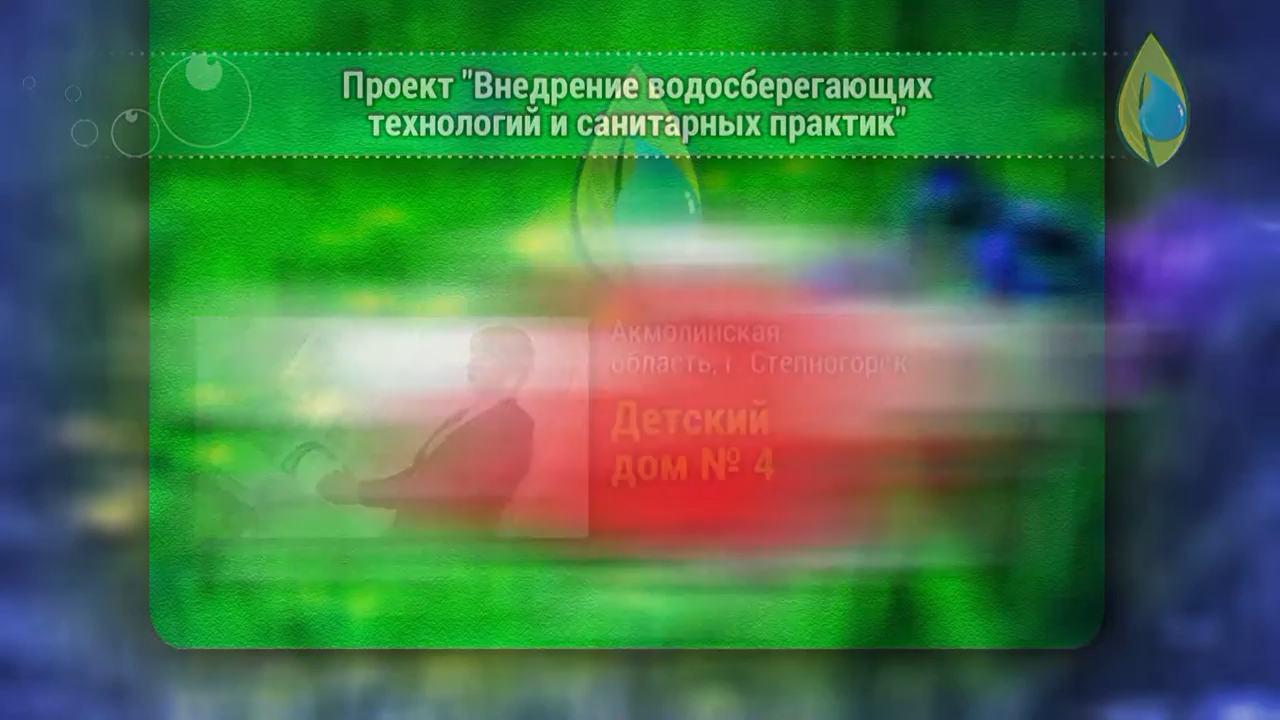 Проект "Внедрение водосберегающих
технологий и санитарных практик"
Акмолинская
область, г. Степногорск
Детский
дом № 4